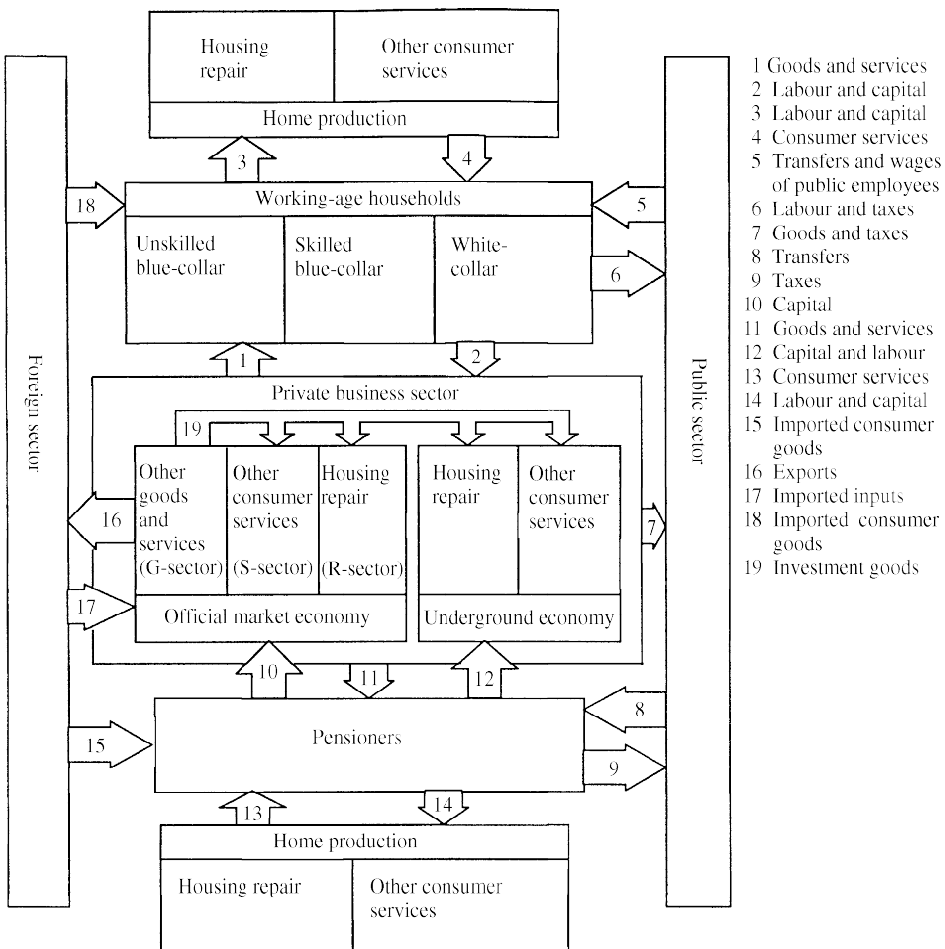 Housing
repair
Other consumer
services
Home production
3
4
18
Working-age households
5
Unskilled
blue-collar
Skilled
blue-collar
White-
collar
6
1
2
Foreign sector
Public sector
Private business sector
19
Other
goods
and
services
(G-sector)
Other
consumer
services
(S-sector)
Housing
repair
(R-sector)
Housing
repair
Other
consumer
services
16
7
17
Official market economy
Underground economy
10
11
12
8
15
Pensioners
9
13
14
Home production
Housing repair
Other consumer
services
1 Goods and services
2 Labour and capital
3 Labour and capital
4 Consumer services
5 Transfers and wages
of public employees
6 Labour and taxes
7 Goods and taxes
8 Transfers
9 Taxes
10 Capital
11 Goods and services
12 Capital and labour
13 Consumer services
14 Labour and capital
15 Imported consumer
goods
16 Exports
17 Imported inputs
18 Imported consumer
goods
19 Investment goods